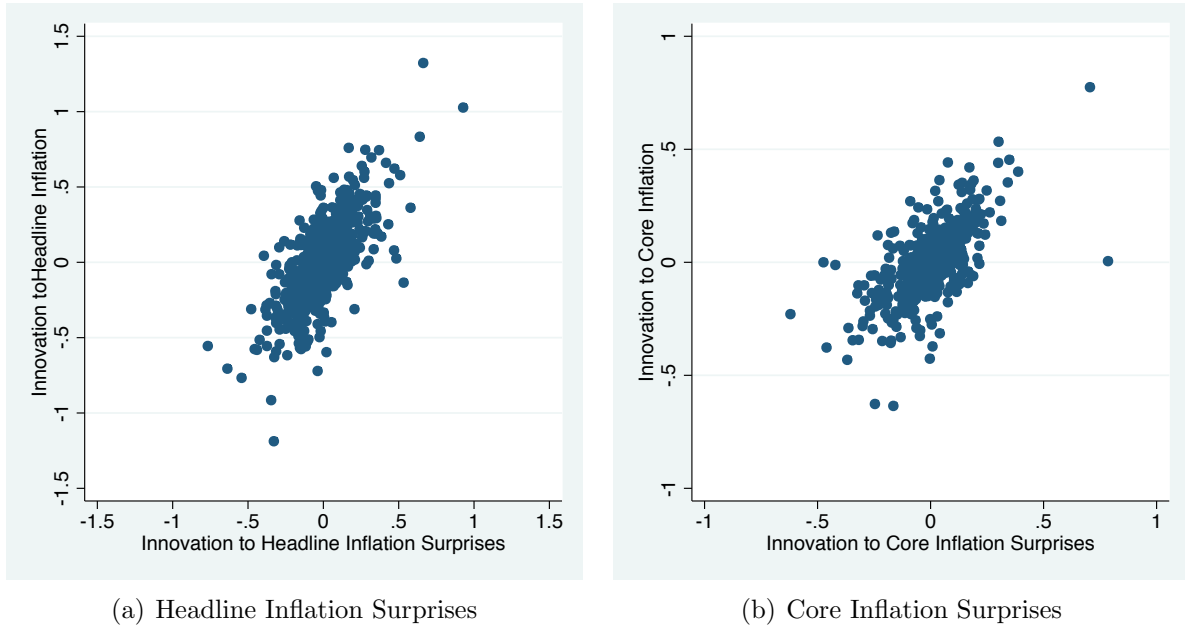 1.5
1
.5
0
-.5
-1
-1.5
Innovation toHeadline Inflation
-1.5 -1 -.5 0 .5 1 1.5
Innovation to Headline Inflation Surprises
(a) Headline Inflation Surprises
1
.5
0
-.5
-1
Innovation to Core Inflation
-1 -.5 0 .5 1
Innovation to Core Inflation Surprises
(b) Core Inflation Surprises